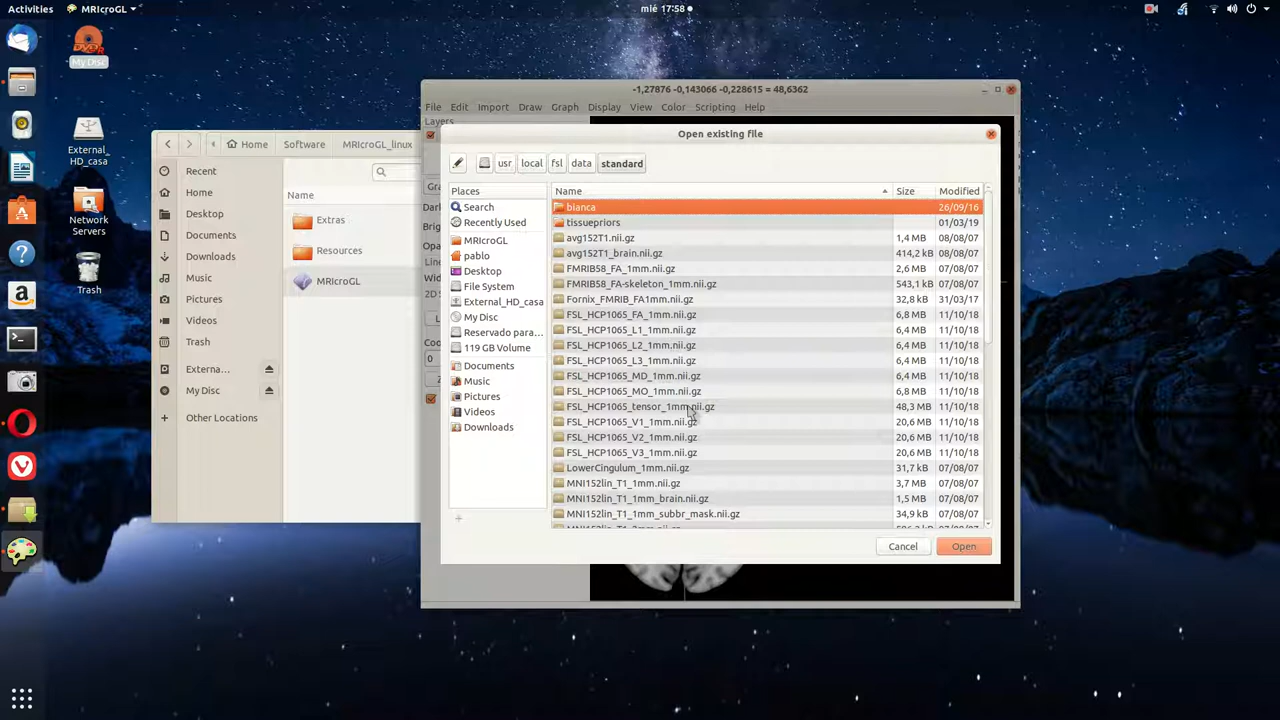 Activities
MRIcroGL
mié 17:58
My Disc
External_HD_casa
Network Servers
Trash
Home
Software
MRIcroGL_linux
Recent
Home
Desktop
Documents
Downloads
Music
Pictures
Videos
Trash
Externa...
My Disc
Other Locations
Name
Extras
Resources
MRIcroGL
-1,27876 -0,143066 -0,228615 = 48,6362
File Edit Import Draw Graph Display View Color Scripting Help
Layers
Open existing file
usr local fsl data standard
Places
Search
Recently Used
MRIcroGL
pablo
Desktop
File System
External_HD_casa
My Disc
Reservado para...
119 GB Volume
Documents
Music
Pictures
Videos
Downloads
Name Size Modified
bianca 26/09/16
tissuepriors 01/03/19
avg152T1.nii.gz 1,4 MB 08/08/07
avg152T1_brain.nii.gz 414,2 kB 08/08/07
FMRIB58_FA_1mm.nii.gz 2,6 MB 07/08/07
FMRIB58_FA-skeleton_1mm.nii.gz 543,1 kB 07/08/07
Fornix_FMRIB_FA1mm.nii.gz 32,8 kB 31/03/17
FSL_HCP1065_FA_1mm.nii.gz 6,8 MB 11/10/18
FSL_HCP1065_L1_1mm.nii.gz 6,4 MB 11/10/18
FSL_HCP1065_L2_1mm.nii.gz 6,4 MB 11/10/18
FSL_HCP1065_L3_1mm.nii.gz 6,4 MB 11/10/18
FSL_HCP1065_MD_1mm.nii.gz 6,4 MB 11/10/18
FSL_HCP1065_MO_1mm.nii.gz 6,8 MB 11/10/18
FSL_HCP1065_tensor_1mm.nii.gz 48,3 MB 11/10/18
FSL_HCP1065_V1_1mm.nii.gz 20,6 MB 11/10/18
FSL_HCP1065_V2_1mm.nii.gz 20,6 MB 11/10/18
FSL_HCP1065_V3_1mm.nii.gz 20,6 MB 11/10/18
LowerCingulum_1mm.nii.gz 31,7 kB 07/08/07
MNI152lin_T1_1mm.nii.gz 3,7 MB 07/08/07
MNI152lin_T1_1mm_brain.nii.gz 1,5 MB 07/08/07
MNI152lin_T1_1mm_subbr_mask.nii.gz 34,9 kB 07/08/07
Cancel Open